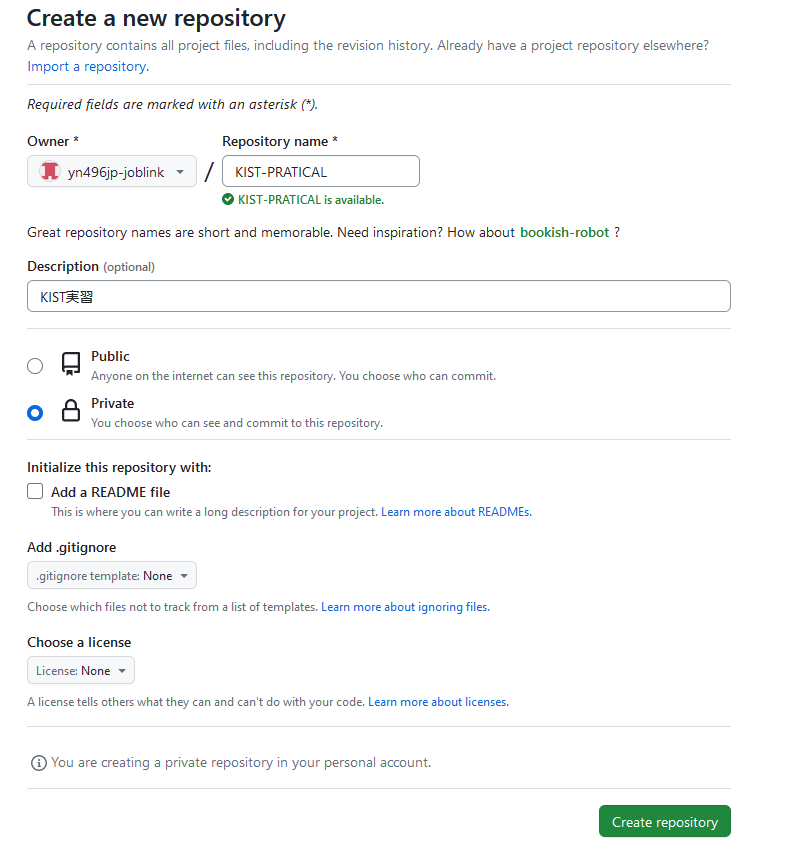 Create a new repository
A repository contains all project files, including the revision history. Already have a project repository elsewhere?
Import a repository.
Required fields are marked with an asterisk (*).
Owner *
Repository name *
yn496jp-joblink
/
KIST-PRATICAL
KIST-PRATICAL is available.
Great repository names are short and memorable. Need inspiration? How about bookish-robot ?
Description (optional)
KIST実習
Public
Anyone on the internet can see this repository. You choose who can commit.
Private
You choose who can see and commit to this repository.
Initialize this repository with:
Add a README file
This is where you can write a long description for your project. Learn more about READMEs.
Add .gitignore
.gitignore template: None
Choose which files not to track from a list of templates. Learn more about ignoring files.
Choose a license
License: None
A license tells others what they can and can't do with your code. Learn more about licenses.
You are creating a private repository in your personal account.
Create repository